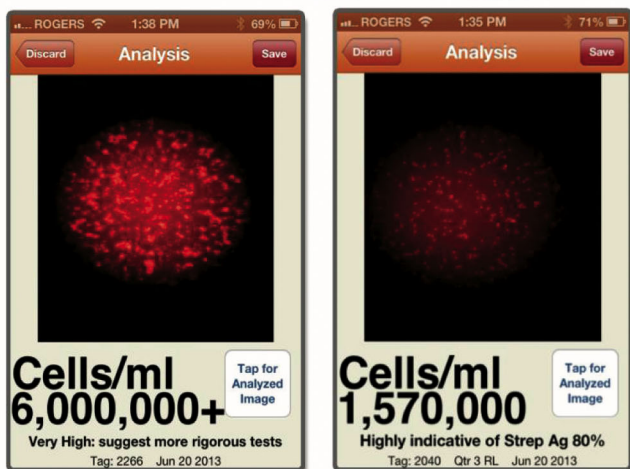 ROGERS 1:38 PM 69%
Discard Analysis Save
Cells/ml
6,000,000+
Tap for
Analyzed
Image
Very High: suggest more rigorous tests
Tag: 2266 Jun 20 2013
ROGERS 1:35 PM 71%
Discard Analysis Save
Cells/ml
1,570,000
Tap for
Analyzed
Image
Highly indicative of Strep Ag 80%
Tag: 2040 Qtr 3 RL Jun 20 2013